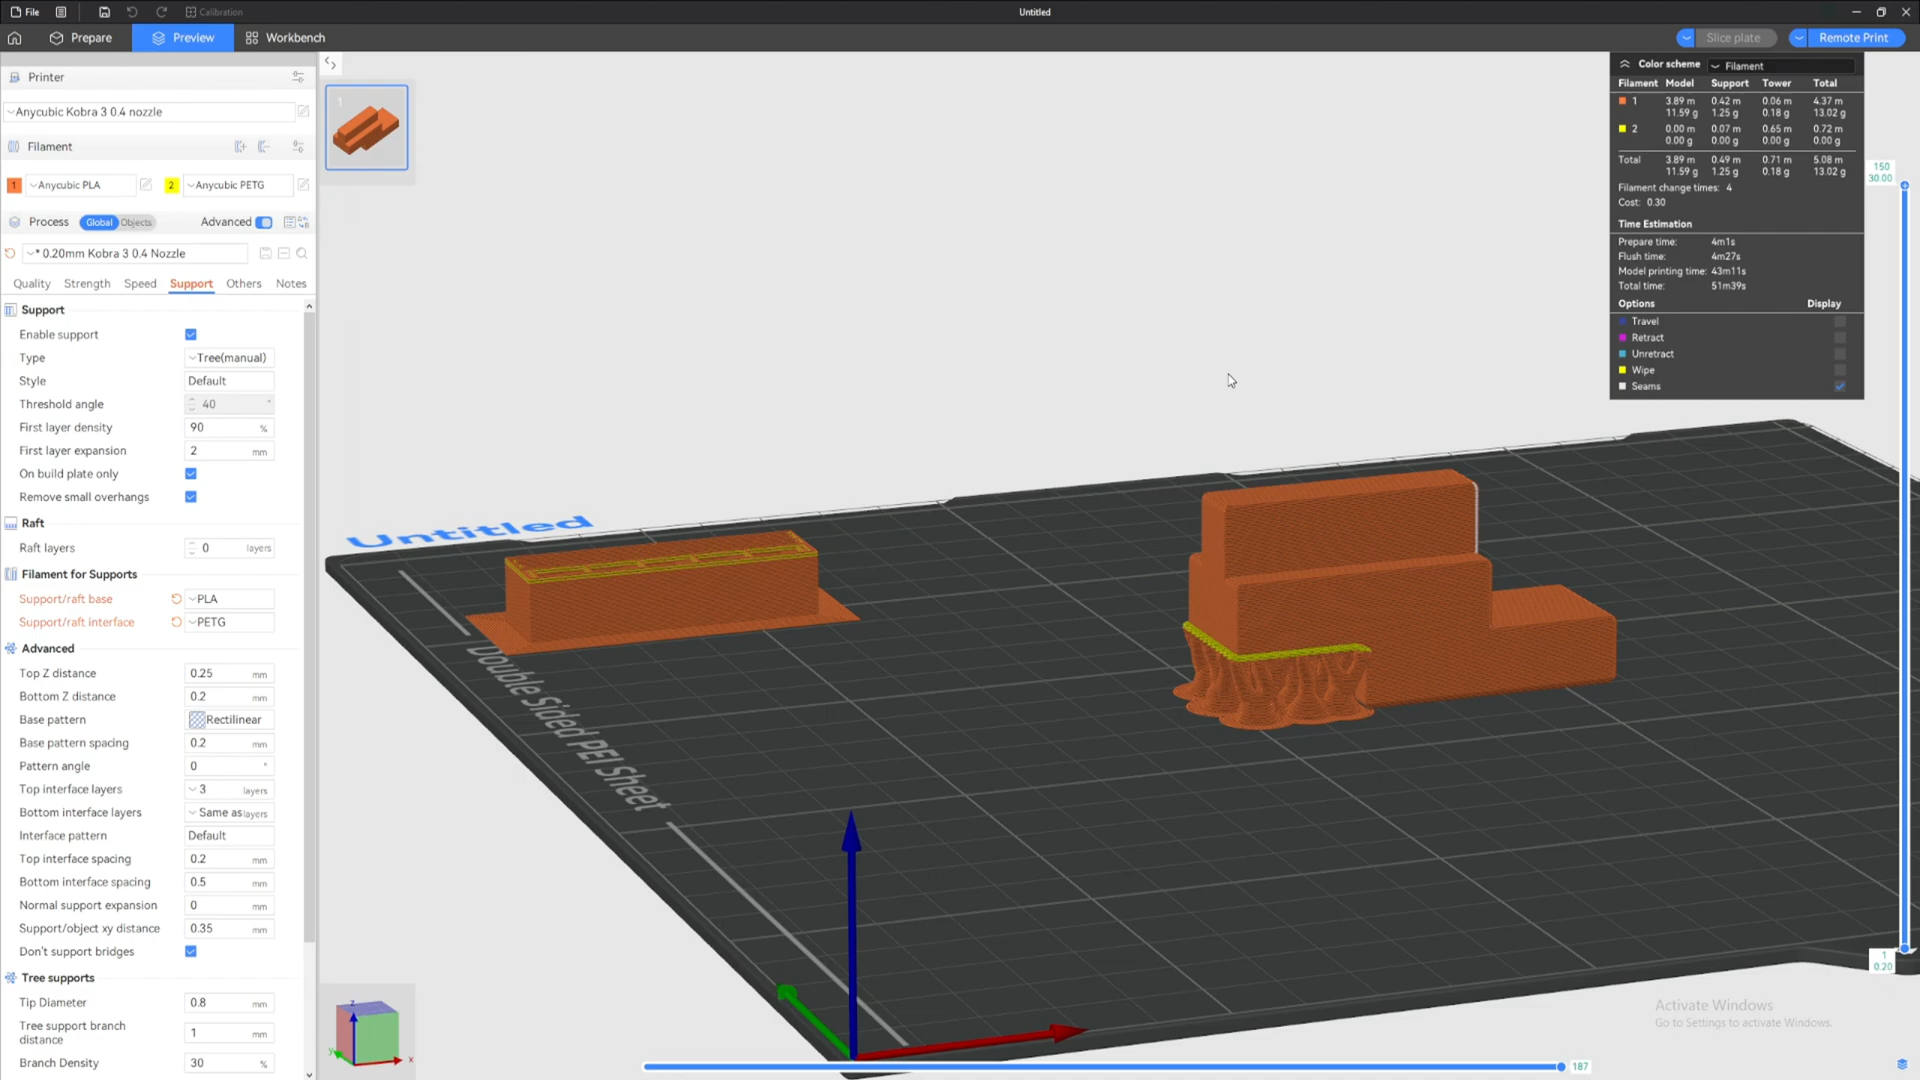 File
Calibration
Untitled
Prepare
Preview
Workbench
Slice plate
Remote Print
Printer
Anycubic Kobra 3 0.4 nozzle
Filament
1 Anycubic PLA
2 Anycubic PETG
Process Global Objects Advanced
* 0.20mm Kobra 3 0.4 Nozzle
Quality Strength Speed Support Others Notes
Support
Enable support
Type Tree(manual)
Style Default
Threshold angle 40 °
First layer density 90 %
First layer expansion 2 mm
On build plate only
Remove small overhangs
Raft
Raft layers 0 layers
Filament for Supports
Support/raft base PLA
Support/raft interface PETG
Advanced
Top Z distance 0.25 mm
Bottom Z distance 0.2 mm
Base pattern Rectilinear
Base pattern spacing 0.2 mm
Pattern angle 0 °
Top interface layers 3 layers
Bottom interface layers Same as layers
Interface pattern Default
Top interface spacing 0.2 mm
Bottom interface spacing 0.5 mm
Normal support expansion 0 mm
Support/object xy distance 0.35 mm
Don't support bridges
Tree supports
Tip Diameter 0.8 mm
Tree support branch
distance 1 mm
Branch Density 30 %
1
Untitled
Double Sided PEI Sheet
z
y
x
187
Color scheme Filament
Filament Model Support Tower Total
1 3.89 m 0.42 m 0.06 m 4.37 m
11.59 g 1.25 g 0.18 g 13.02 g
2 0.00 m 0.07 m 0.65 m 0.72 m
0.00 g 0.00 g 0.00 g 0.00 g
Total 3.89 m 0.49 m 0.71 m 5.08 m
11.59 g 1.25 g 0.18 g 13.02 g
Filament change times: 4
Cost: 0.30
Time Estimation
Prepare time: 4m1s
Flush time: 4m27s
Model printing time: 43m11s
Total time: 51m39s
Options Display
Travel
Retract
Unretract
Wipe
Seams
150
30.00
1
0.20
Activate Windows
Go to Settings to activate Windows.